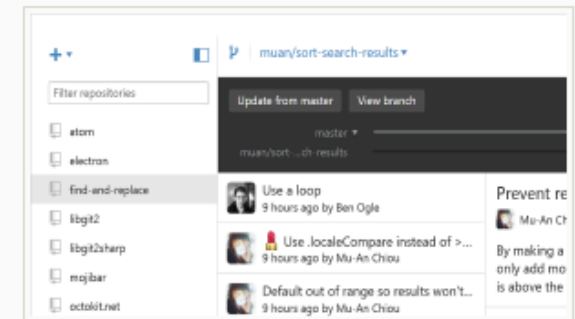 muan/sort-search-results
Filter repositories
atom
electron
find-and-replace
libgit2
libgit2sharp
mojibar
octokit.net
Update from master
View branch
master
muan/sort-...ch-results
Use a loop
9 hours ago by Ben Ogle
Use .localeCompare instead of >...
9 hours ago by Mu-An Chiou
Default out of range so results won't...
9 hours ago by Mu-An Chiou
Prevent re
Mu-An Ch
By making a
only add mo
is above the